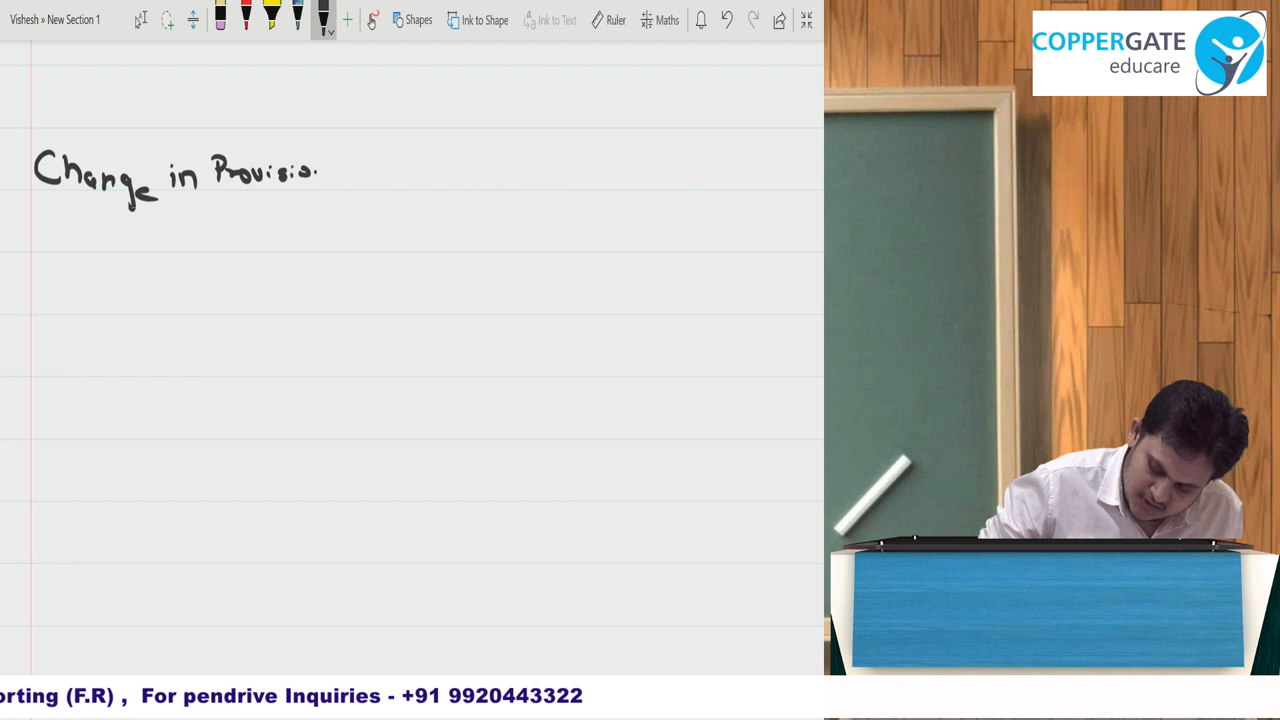 Vishesh » New Section 1
Shapes
Ink to Shape
Ink to Text
Ruler
Maths
COPPERGATE
educare
Change in Provisio.
orting (F.R) , For pendrive Inquiries - +91 9920443322